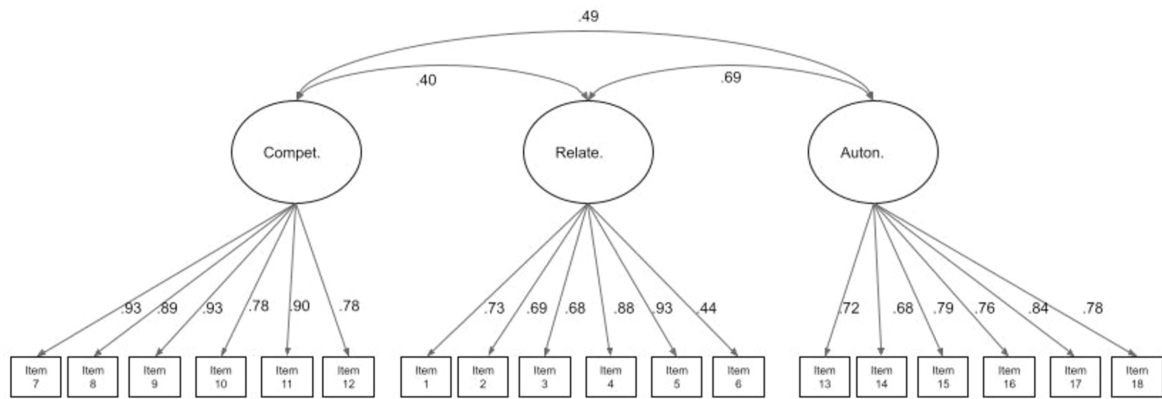 .49
.40
.69
Compet.
Relate.
Auton.
.93 .89 .93 .78 .90 .78
.73 .69 .68 .88 .93 .44
.72 .68 .79 .76 .84 .78
Item
7
Item
8
Item
9
Item
10
Item
11
Item
12
Item
1
Item
2
Item
3
Item
4
Item
5
Item
6
Item
13
Item
14
Item
15
Item
16
Item
17
Item
18